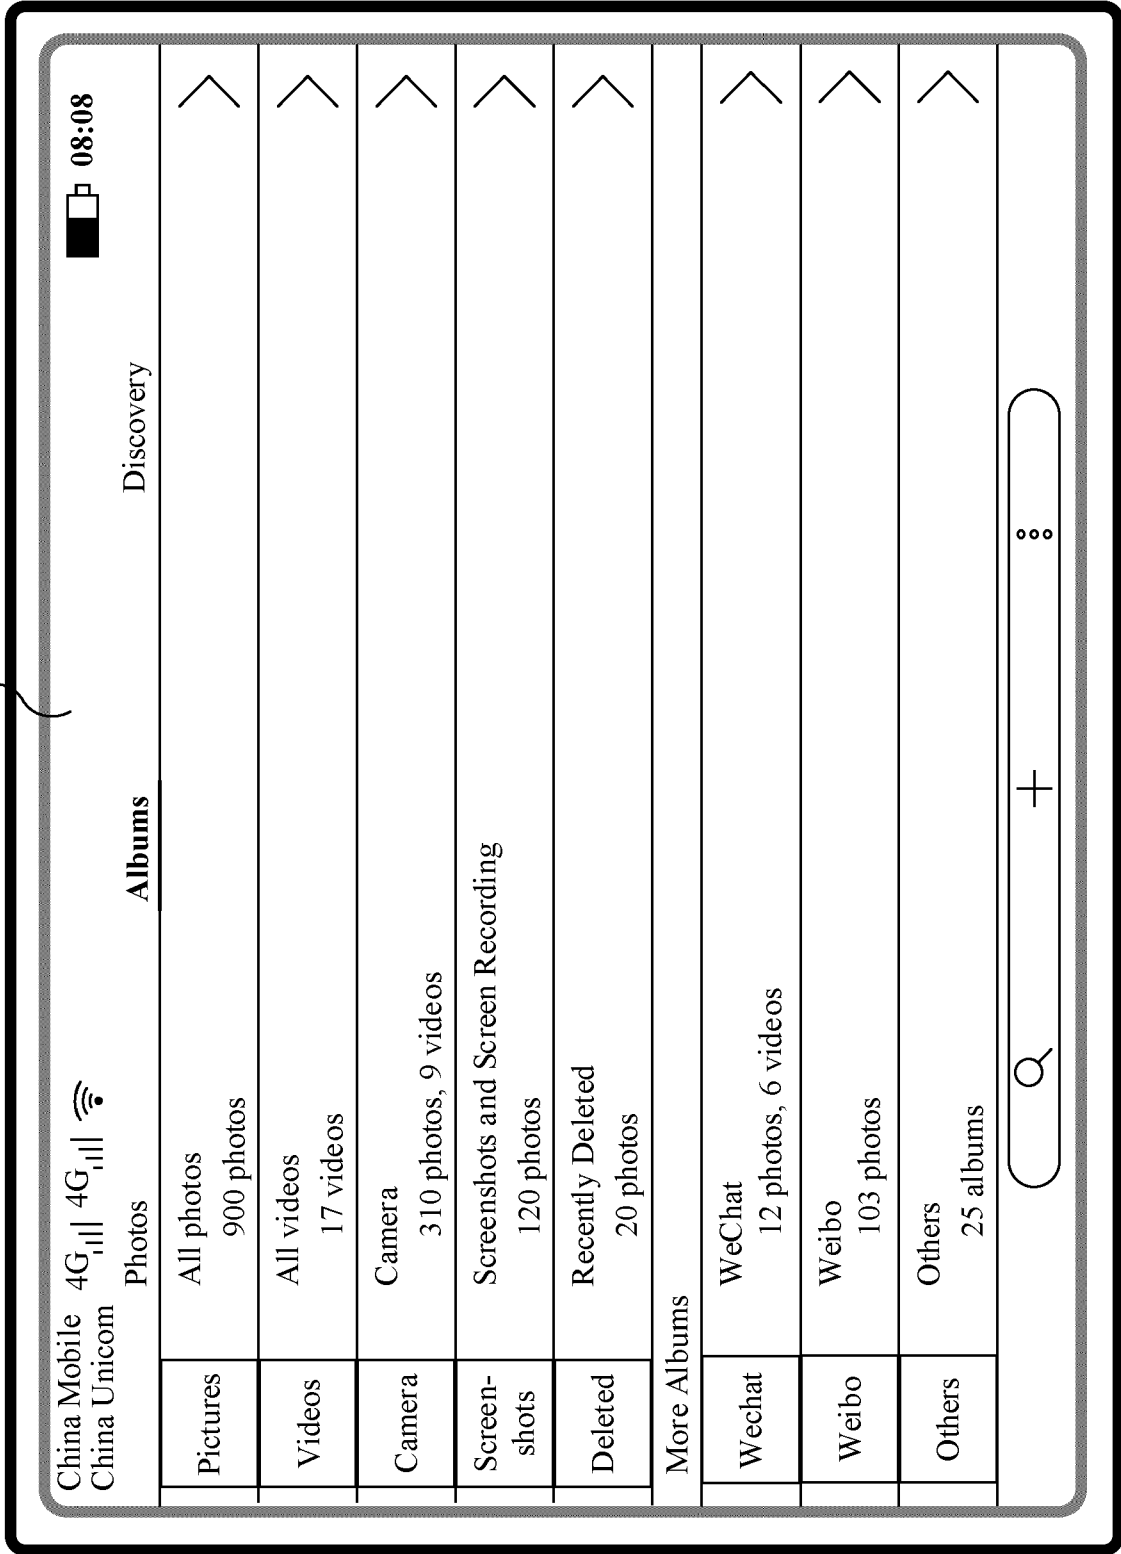 China Mobile 4G 4G 08:08
China Unicom
Photos Albums Discovery
Pictures
All photos
900 photos
Videos
All videos
17 videos
Camera
Camera
310 photos, 9 videos
Screen-
shots
Screenshots and Screen Recording
120 photos
Deleted
Recently Deleted
20 photos
More Albums
Wechat
WeChat
12 photos, 6 videos
Weibo
Weibo
103 photos
Others
Others
25 albums